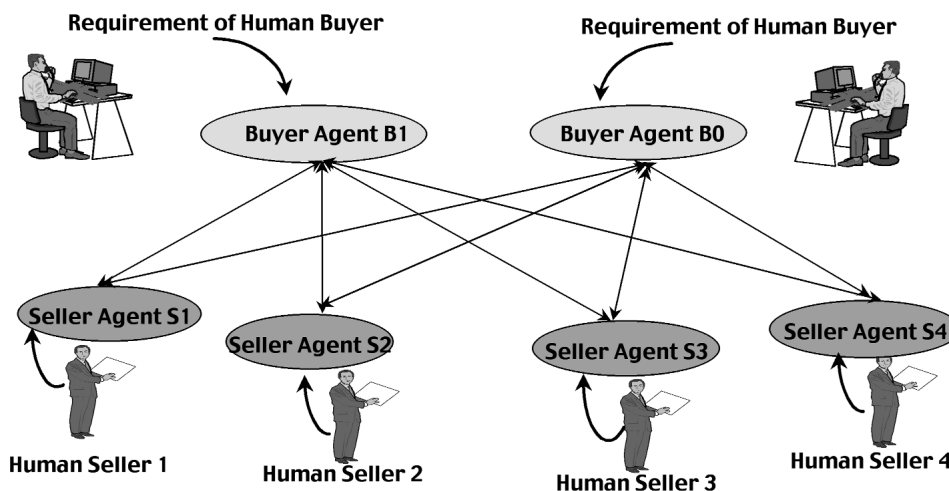 Requirement of Human Buyer
Requirement of Human Buyer
Buyer Agent B1
Buyer Agent B0
Seller Agent S1
Seller Agent S2
Seller Agent S3
Seller Agent S4
Human Seller 1
Human Seller 2
Human Seller 3
Human Seller 4